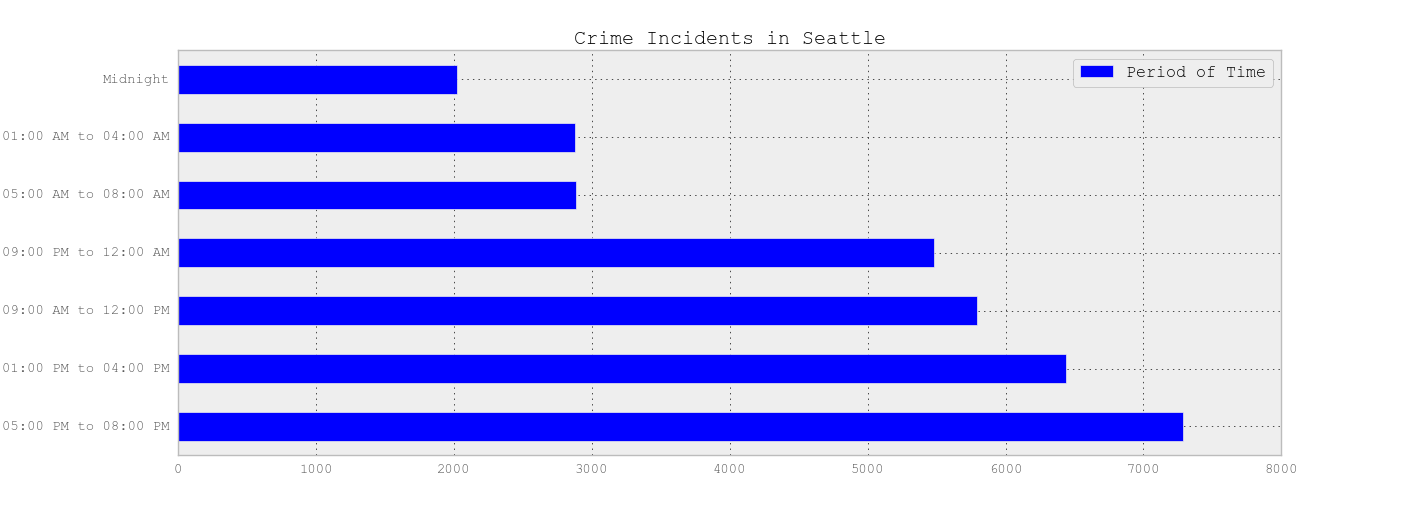 Crime Incidents in Seattle
Period of Time
Midnight
01:00 AM to 04:00 AM
05:00 AM to 08:00 AM
09:00 PM to 12:00 AM
09:00 AM to 12:00 PM
01:00 PM to 04:00 PM
05:00 PM to 08:00 PM
0 1000 2000 3000 4000 5000 6000 7000 8000